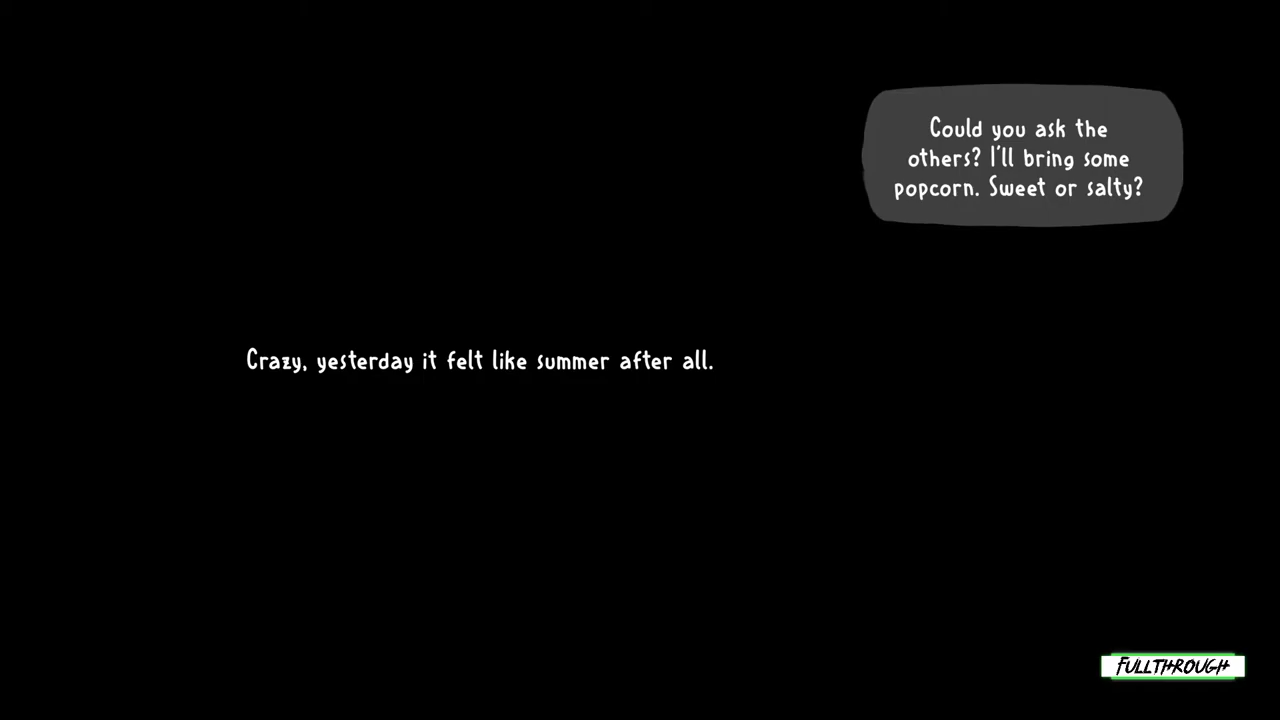 Could you ask the
others? I'll bring some
popcorn. Sweet or salty?
Crazy, yesterday it felt like summer after all.
FULLTHROUGH